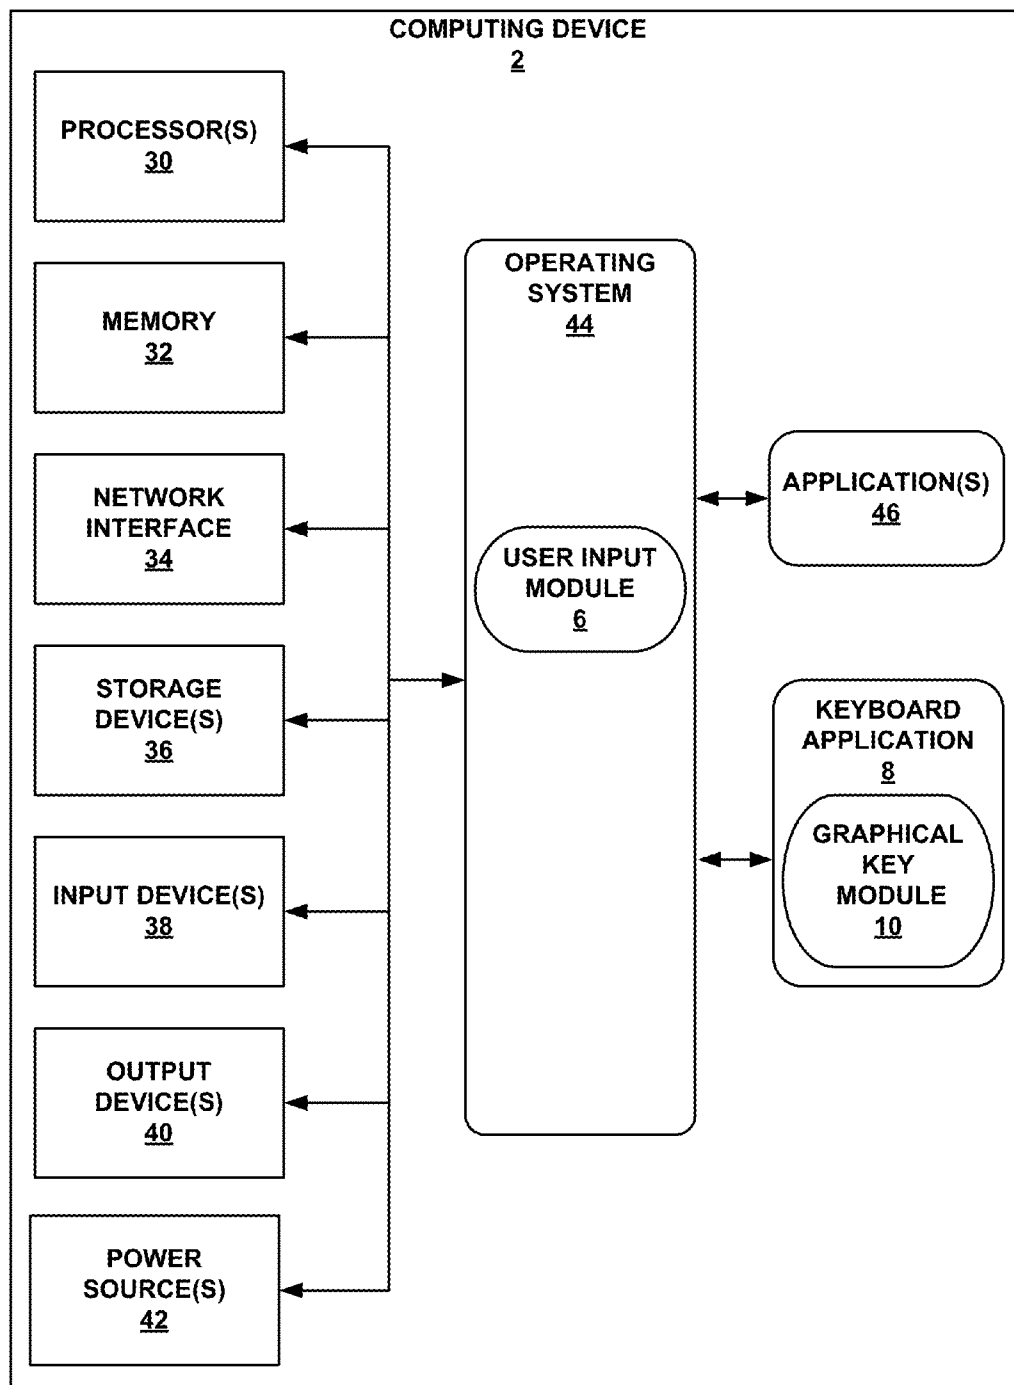 COMPUTING DEVICE
2
PROCESSOR(S)
30
MEMORY
32
NETWORK
INTERFACE
34
STORAGE
DEVICE(S)
36
INPUT DEVICE(S)
38
OUTPUT
DEVICE(S)
40
POWER
SOURCE(S)
42
OPERATING
SYSTEM
44
USER INPUT
MODULE
6
APPLICATION(S)
46
KEYBOARD
APPLICATION
8
GRAPHICAL
KEY
MODULE
10